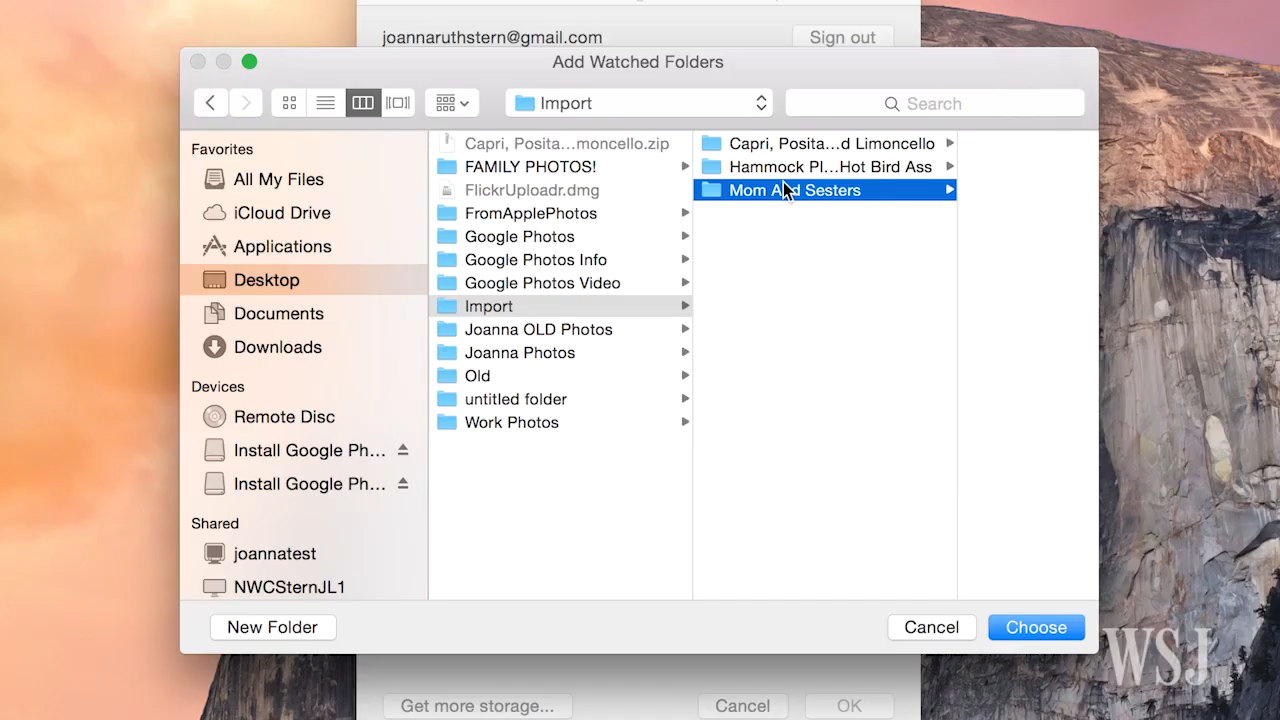 joannaruthstern@gmail.com
Sign out
Add Watched Folders
Import
Search
Favorites
All My Files
iCloud Drive
Applications
Desktop
Documents
Downloads
Devices
Remote Disc
Install Google Ph...
Install Google Ph...
Shared
joannatest
NWCSternJL1
Capri, Posita...moncello.zip
FAMILY PHOTOS!
FlickrUploadr.dmg
FromApplePhotos
Google Photos
Google Photos Info
Google Photos Video
Import
Joanna OLD Photos
Joanna Photos
Old
untitled folder
Work Photos
Capri, Posita...d Limoncello
Hammock Pl...Hot Bird Ass
Mom And Sesters
New Folder
Cancel
Choose
WSJ
Get more storage...
Cancel
OK